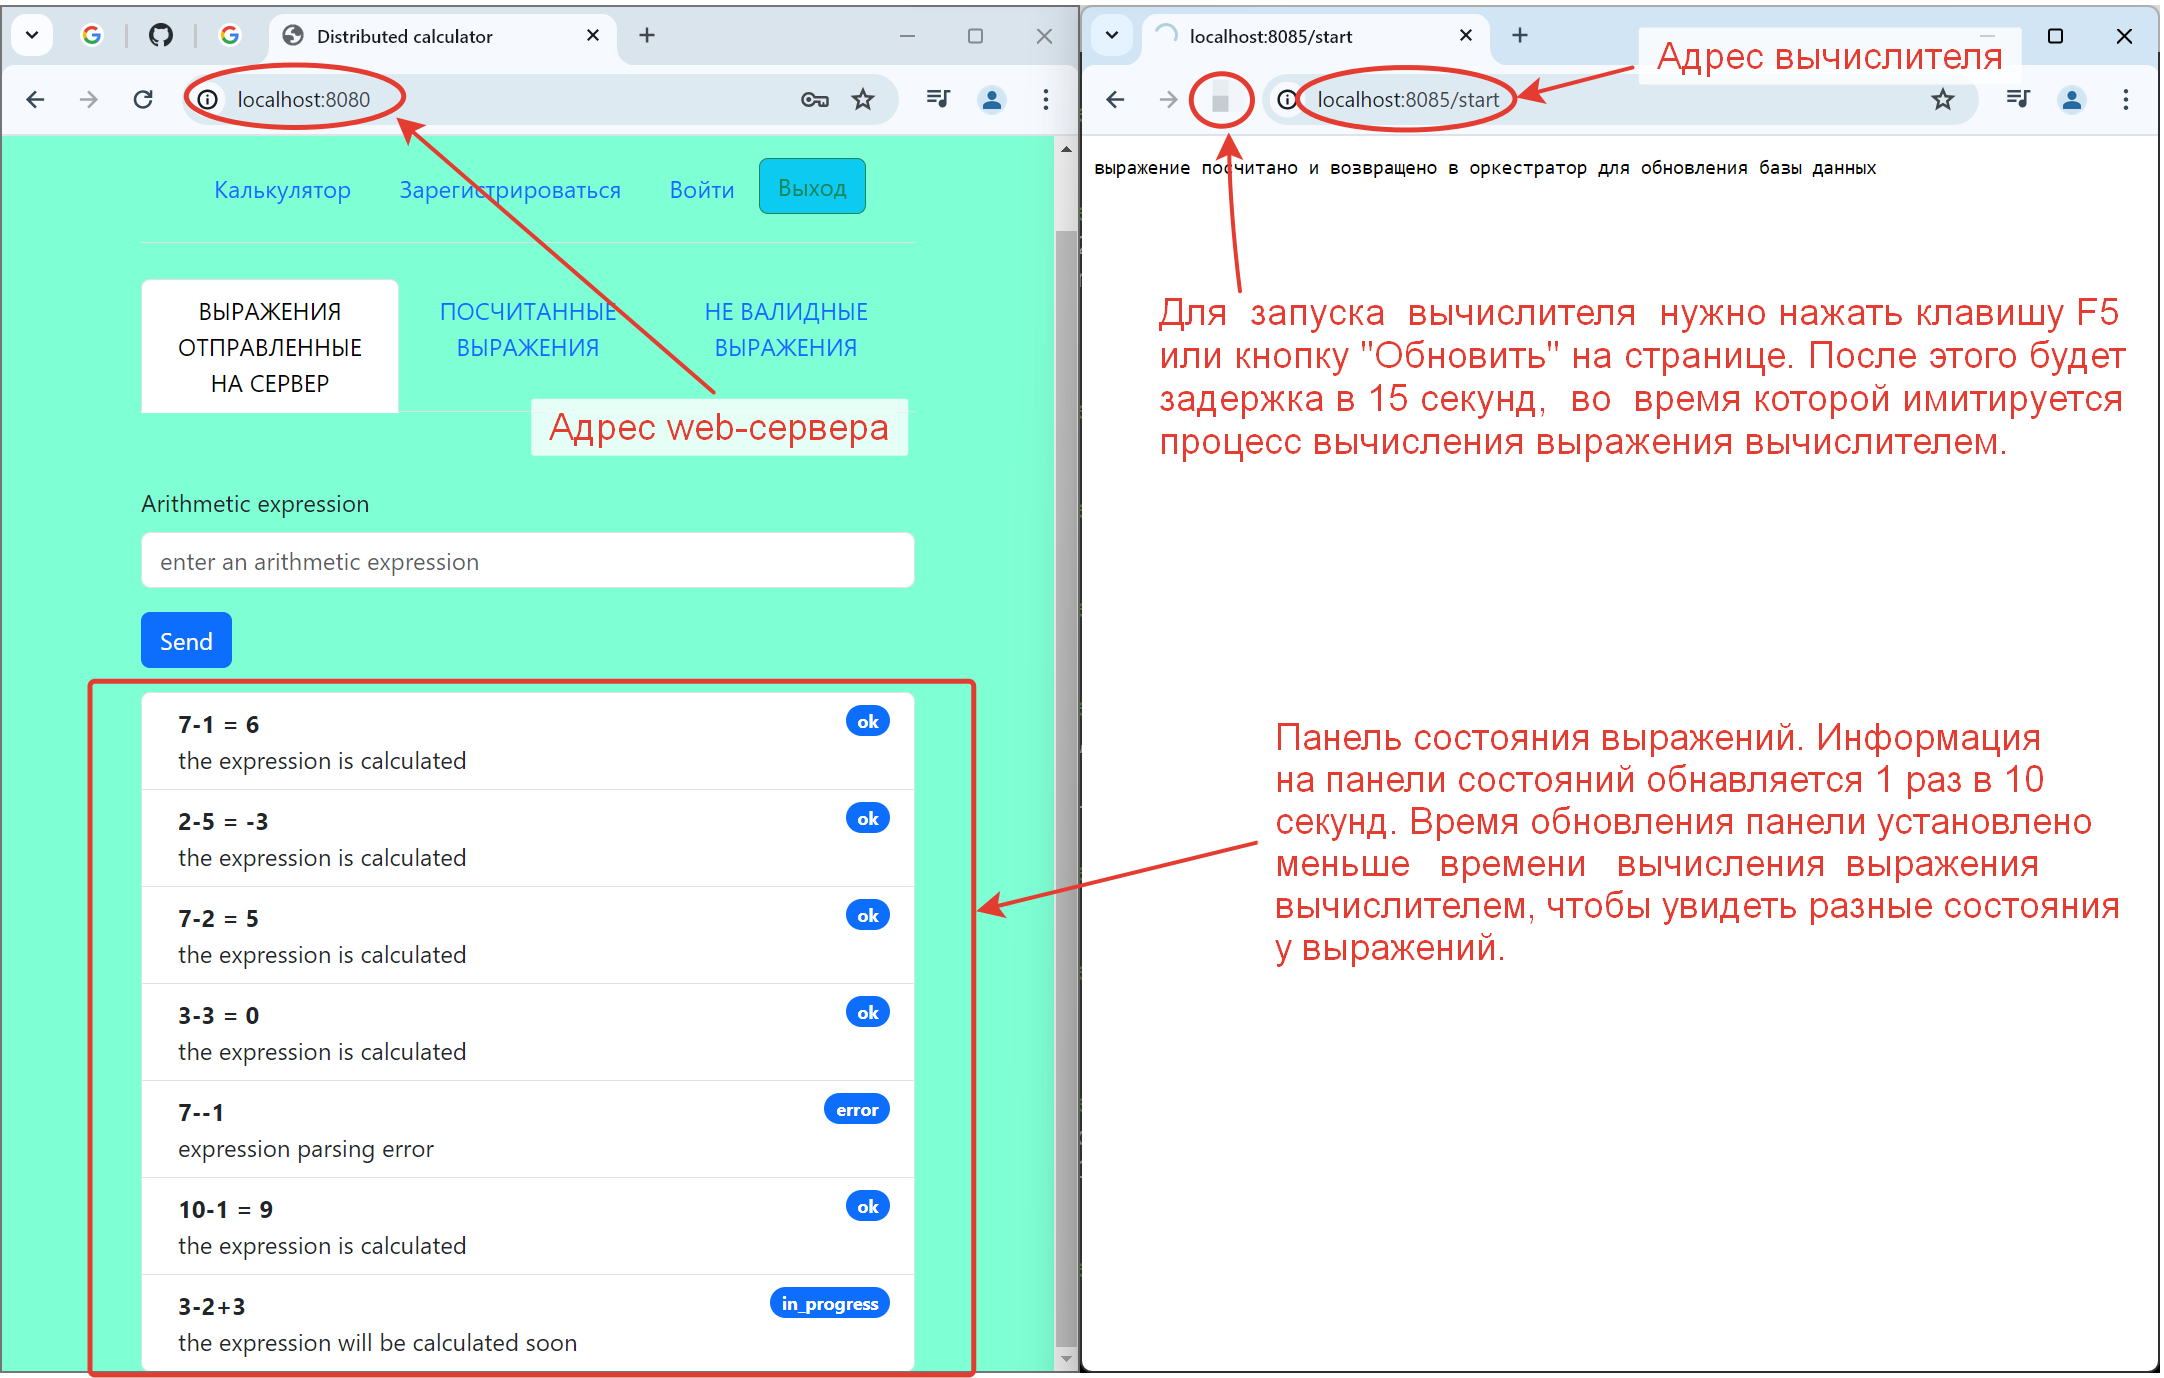 Distributed calculator
localhost:8080
Калькулятор
Зарегистрироваться
Войти
Выход
ВЫРАЖЕНИЯ
ОТПРАВЛЕННЫЕ
НА СЕРВЕР
ПОСЧИТАННЫЕ
ВЫРАЖЕНИЯ
НЕ ВАЛИДНЫЕ
ВЫРАЖЕНИЯ
Адрес web-сервера
Arithmetic expression
enter an arithmetic expression
Send
7-1 = 6
ok
the expression is calculated
2-5 = -3
ok
the expression is calculated
7-2 = 5
ok
the expression is calculated
3-3 = 0
ok
the expression is calculated
7--1
error
expression parsing error
10-1 = 9
ok
the expression is calculated
3-2+3
in_progress
the expression will be calculated soon
localhost:8085/start
Адрес вычислителя
localhost:8085/start
выражение посчитано и возвращено в оркестратор для обновления базы данных
Для запуска вычислителя нужно нажать клавишу F5
или кнопку "Обновить" на странице. После этого будет
задержка в 15 секунд, во время которой имитируется
процесс вычисления выражения вычислителем.
Панель состояния выражений. Информация
на панели состояний обнавляется 1 раз в 10
секунд. Время обновления панели установлено
меньше времени вычисления выражения
вычислителем, чтобы увидеть разные состояния
у выражений.